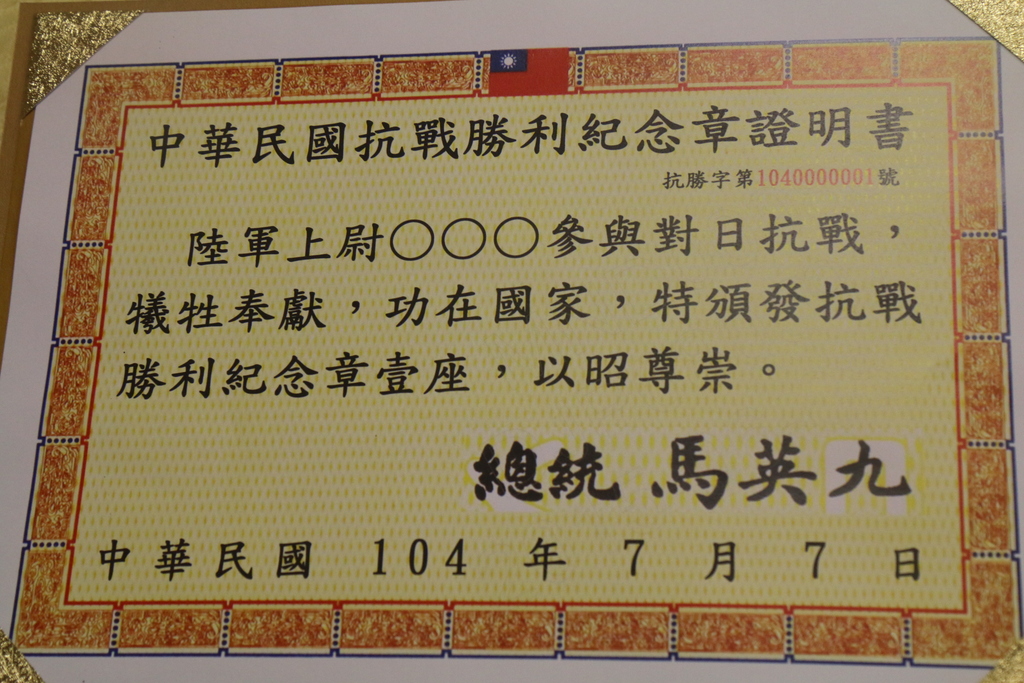 中華民國抗戰勝利紀念章證明書
抗勝字第1040000001號
陸軍上尉○○○參與對日抗戰，
犧牲奉獻，功在國家，特頒發抗戰
勝利紀念章壹座，以昭尊崇。
總統 馬英九
中華民國 104 年 7 月 7 日